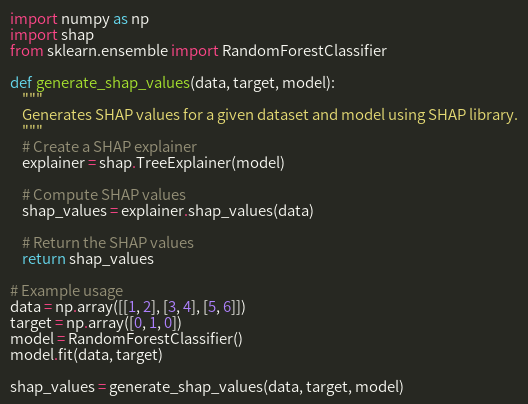 import numpy as np
import shap
from sklearn.ensemble import RandomForestClassifier
def generate_shap_values(data, target, model):
"""
Generates SHAP values for a given dataset and model using SHAP library.
"""
# Create a SHAP explainer
explainer = shap.TreeExplainer(model)
# Compute SHAP values
shap_values = explainer.shap_values(data)
# Return the SHAP values
return shap_values
# Example usage
data = np.array([[1, 2], [3, 4], [5, 6]])
target = np.array([0, 1, 0])
model = RandomForestClassifier()
model.fit(data, target)
shap_values = generate_shap_values(data, target, model)